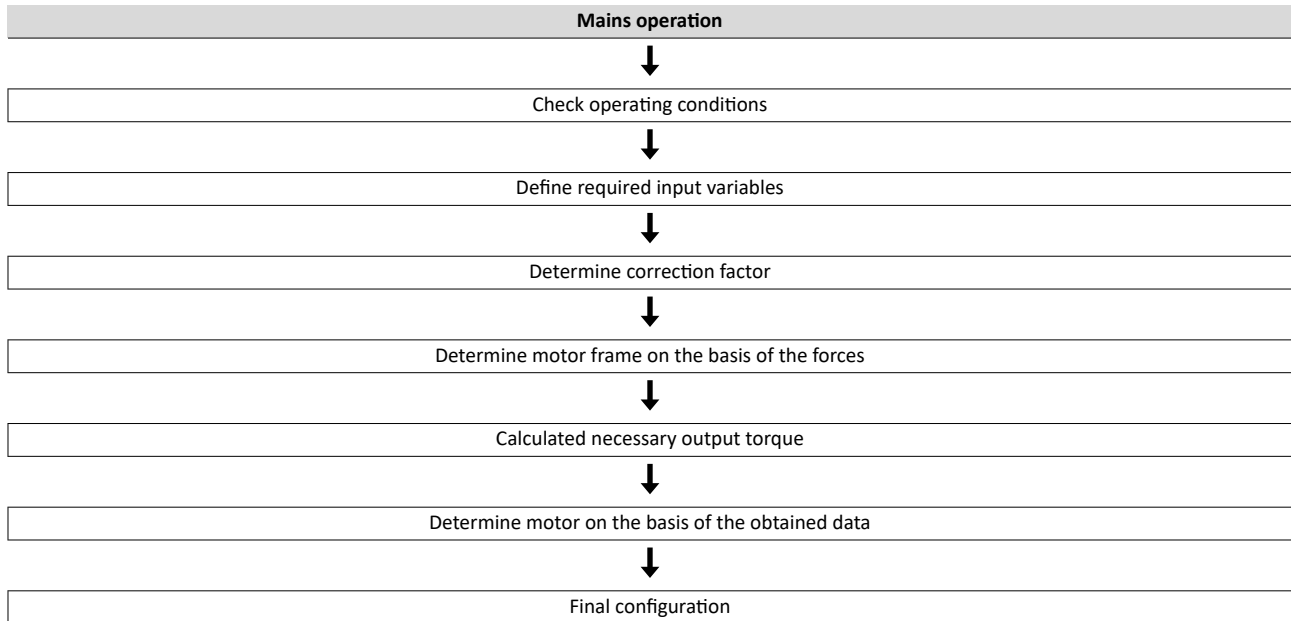 Mains operation
Check operating conditions
Define required input variables
Determine correction factor
Determine motor frame on the basis of the forces
Calculated necessary output torque
Determine motor on the basis of the obtained data
Final configuration